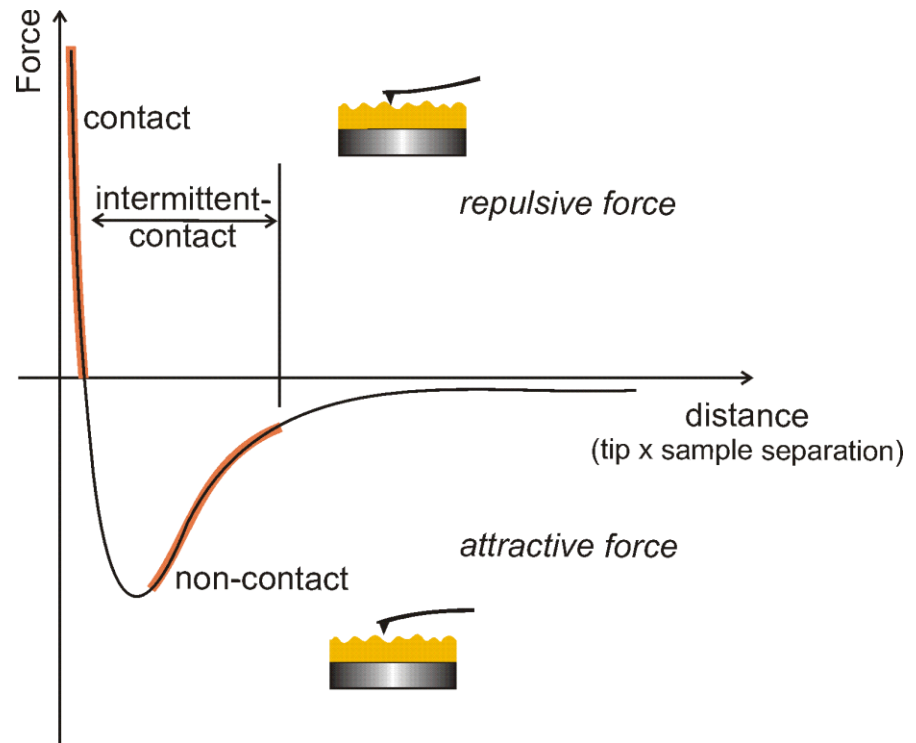 Force
contact
intermittent-
contact
repulsive force
distance
(tip x sample separation)
attractive force
non-contact